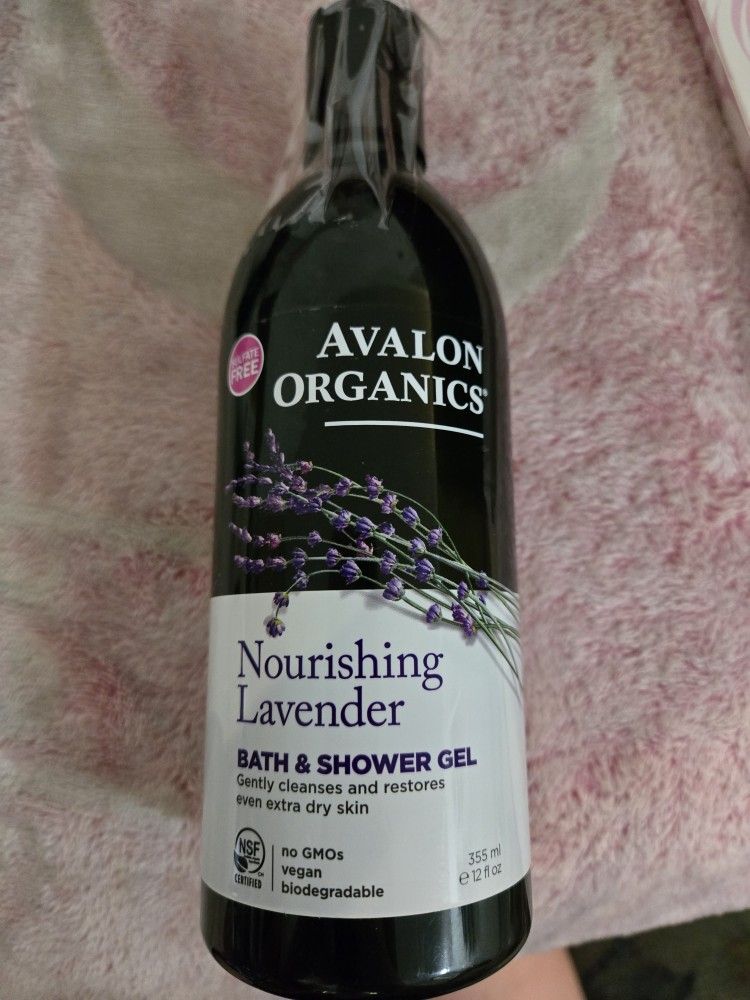 SULFATE
FREE
AVALON
ORGANICS®
Nourishing
Lavender
BATH & SHOWER GEL
Gently cleanses and restores
even extra dry skin
NSF
CERTIFIED
no GMOs
vegan
biodegradable
355 ml
e 12 fl oz